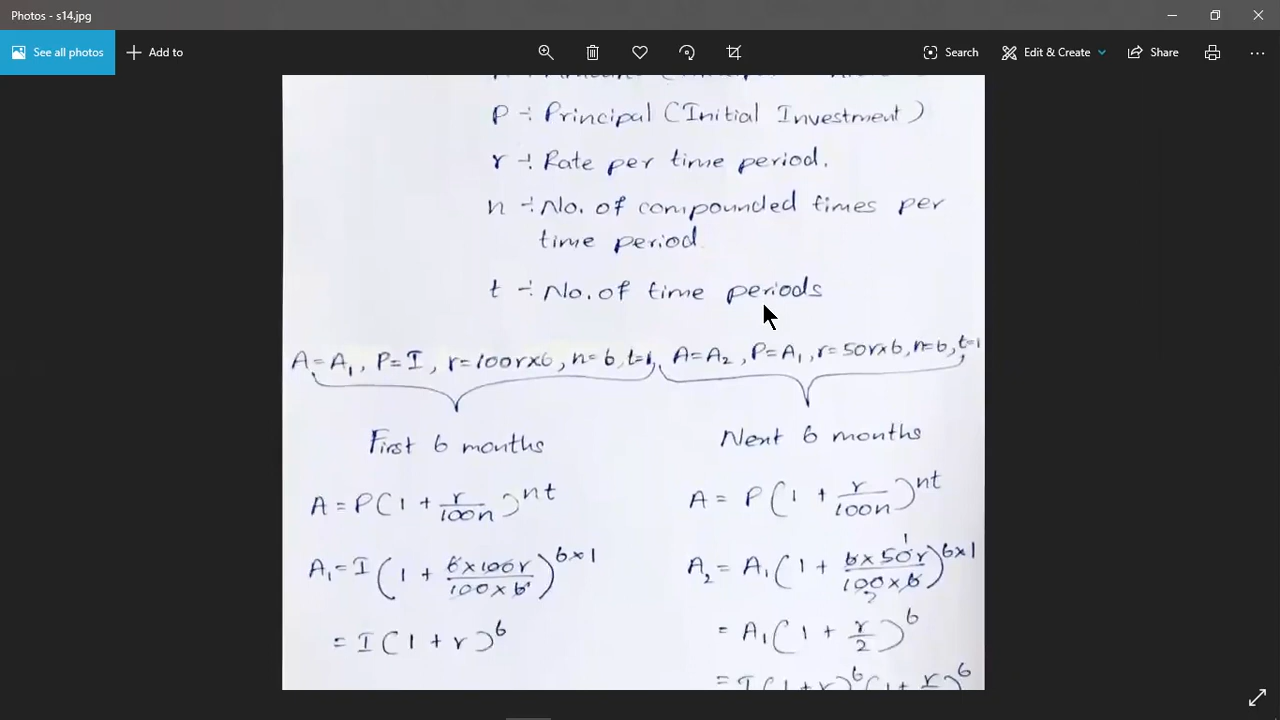 Photos - s14.jpg
See all photos
Add to
Search
Edit & Create
Share
P ÷ Principal (Initial Investment)
r ÷ Rate per time period.
n ÷ No. of compounded times per
time period
t ÷ No. of time periods
A = A₁, P = I, r = 100r×6, n = 6, t=1, A = A₂, P = A₁, r = 50r×6, n=6, t=1
First 6 months
Next 6 months
A = P(1 + r/100n)^nt
A = P(1 + r/100n)^nt
A₁ = I(1 + 6×100r/100×6)^6×1
A₂ = A₁(1 + 6×50r/100×6)^6×1
= I(1 + r)^6
= A₁(1 + r/2)^6
= I(1+r)^6(1+ r